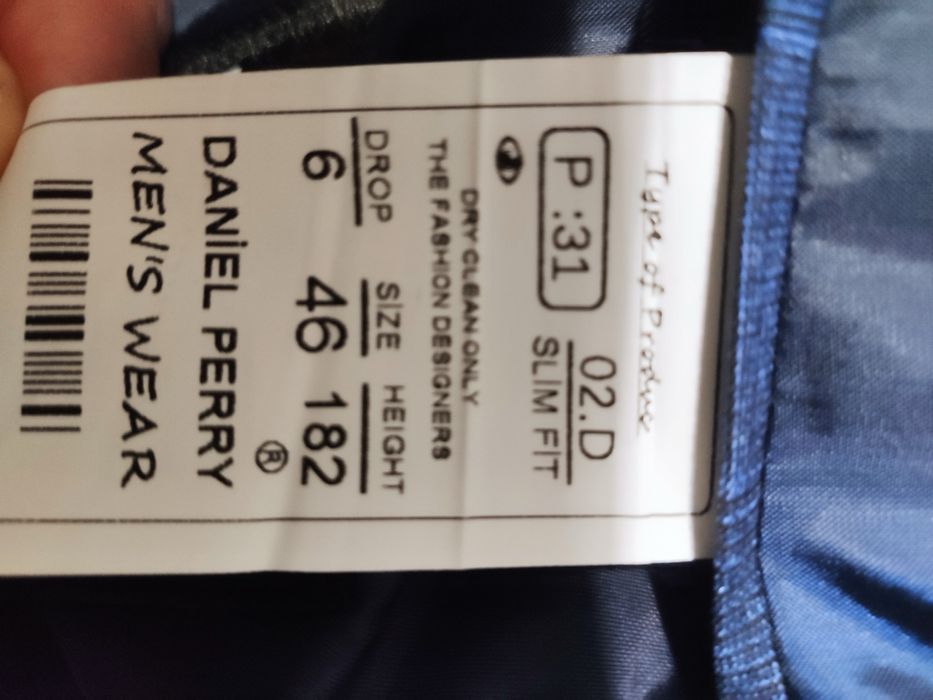 Type of Produc
P :31
02.D
SLIM FIT
DRY CLEAN ONLY
THE FASHION DESIGNERS
DROP SIZE HEIGHT
6 46 182
DANİEL PERRY ®
MEN'S WEAR